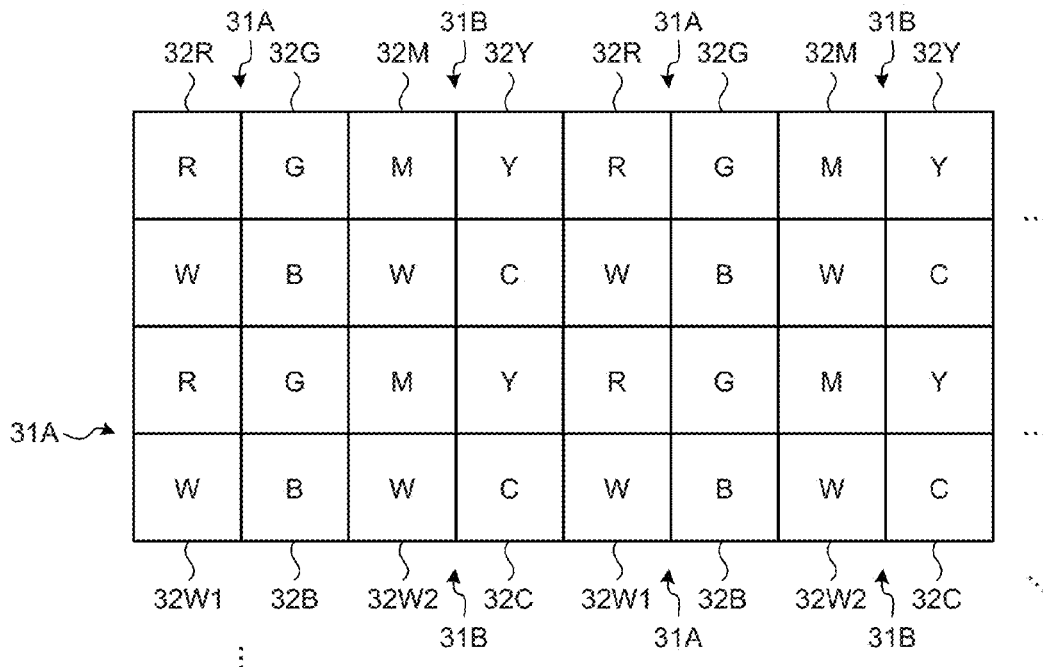 31A 31B 31A 31B
32R 32G 32M 32Y 32R 32G 32M 32Y
R G M Y R G M Y
W B W C W B W C
R G M Y R G M Y
31A
W B W C W B W C
32W1 32B 32W2 32C 32W1 32B 32W2 32C
31B 31A 31B